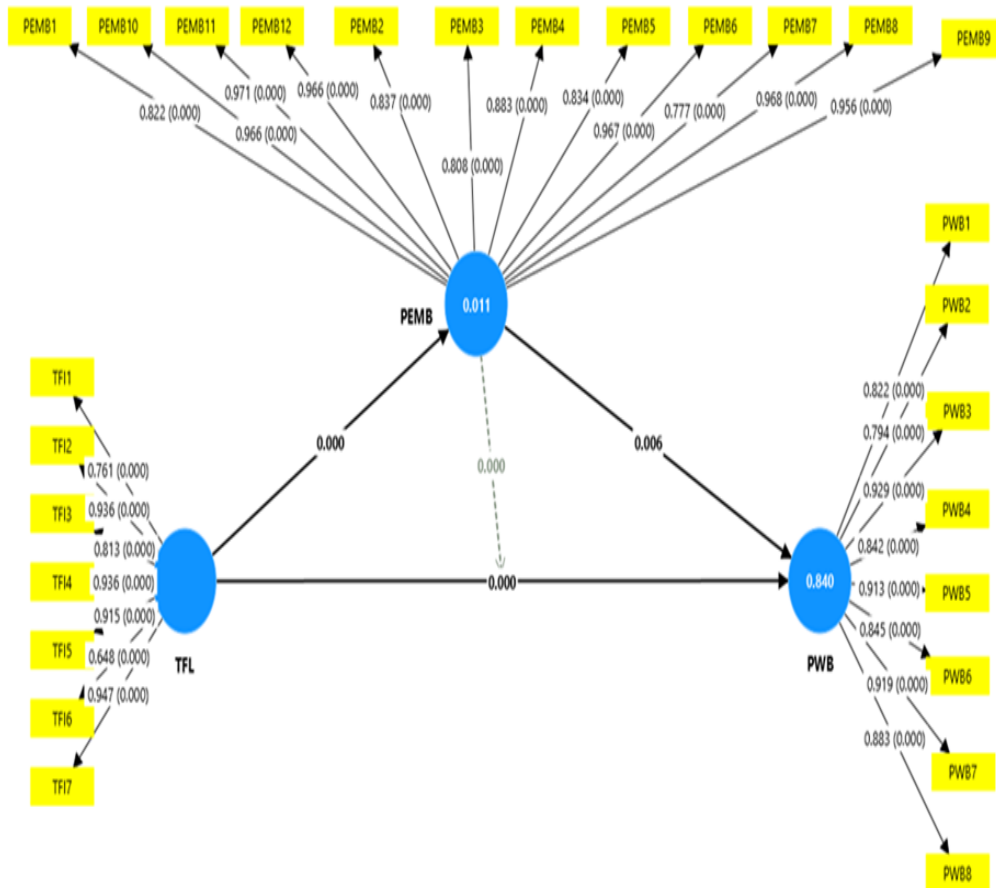 PEMB1 PEMB10 PEMB11 PEMB12 PEMB2 PEMB3 PEMB4 PEMB5 PEMB6 PEMB7 PEMB8 PEMB9
0.822 (0.000)
0.966 (0.000)
0.971 (0.000)
0.966 (0.000)
0.837 (0.000)
0.808 (0.000)
0.883 (0.000)
0.834 (0.000)
0.967 (0.000)
0.777 (0.000)
0.968 (0.000)
0.956 (0.000)
0.011
PEMB
0.000
0.000
0.006
0.000
TFI1
TFI2
TFI3
TFI4
TFI5
TFI6
TFI7
0.761 (0.000)
0.936 (0.000)
0.813 (0.000)
0.936 (0.000)
0.915 (0.000)
0.648 (0.000)
0.947 (0.000)
TFL
0.840
PWB
0.822 (0.000)
0.794 (0.000)
0.929 (0.000)
0.842 (0.000)
0.913 (0.000)
0.845 (0.000)
0.919 (0.000)
0.883 (0.000)
PWB1
PWB2
PWB3
PWB4
PWB5
PWB6
PWB7
PWB8